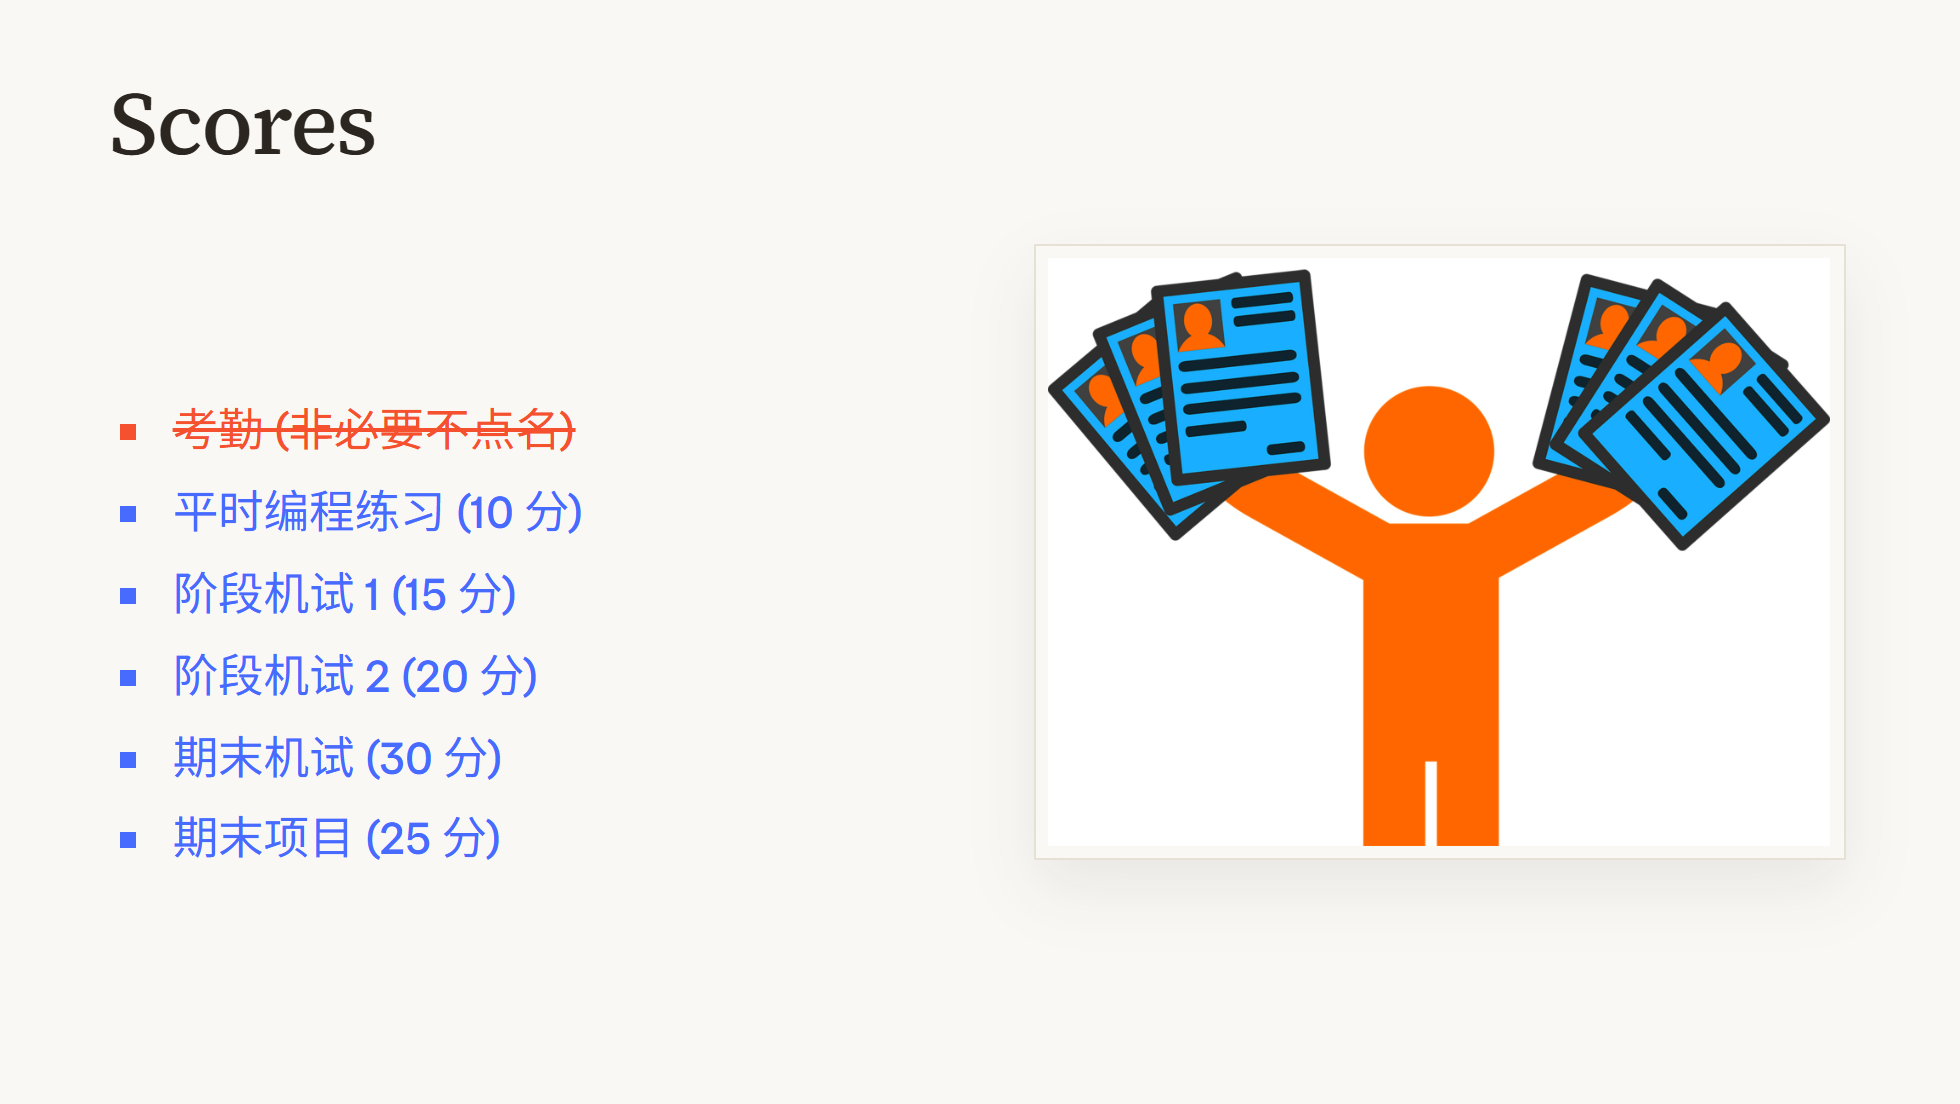 Scores
考勤 (非必要不点名)
平时编程练习 (10 分)
阶段机试 1 (15 分)
阶段机试 2 (20 分)
期末机试 (30 分)
期末项目 (25 分)